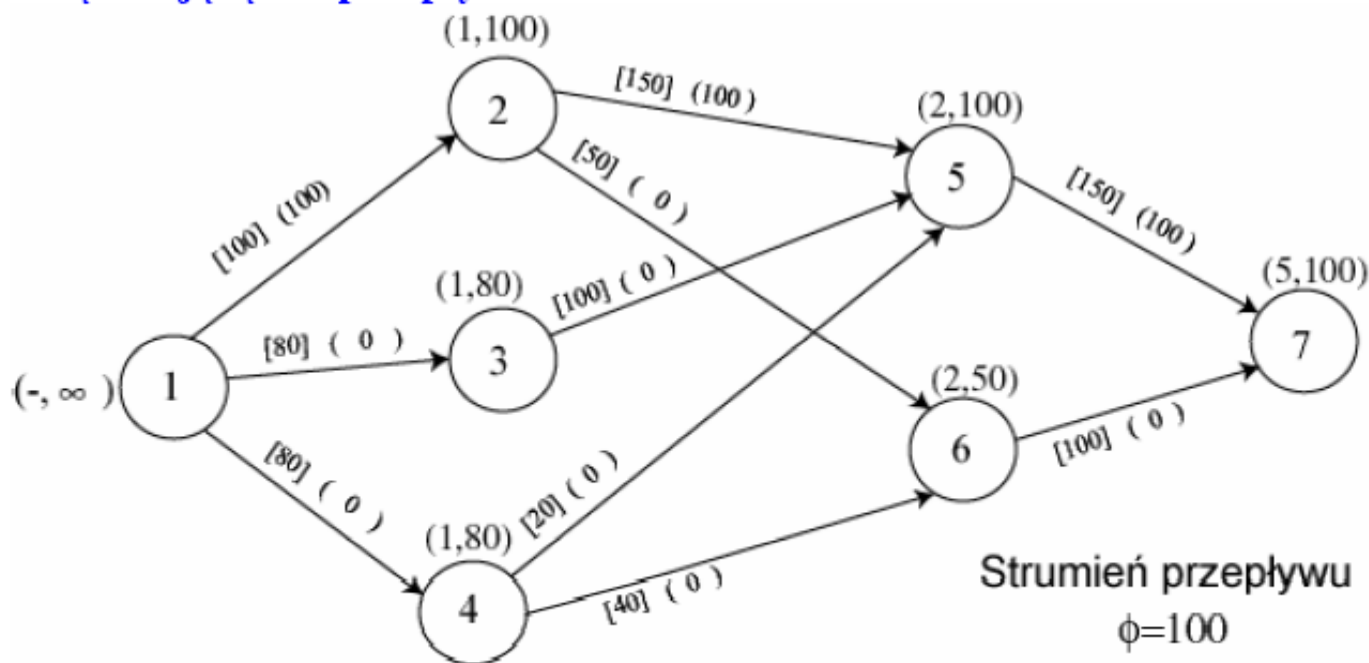 (1,100)
[150] (100)
2
(2,100)
[50] ( 0 )
5
[150] (100)
[100] (100)
(1,80)
[100] ( 0 )
(5,100)
[80] ( 0 )
3
7
(-, ∞ )
1
(2,50)
6
[100] ( 0 )
[80] ( 0 )
[20] ( 0 )
(1,80)
4
[40] ( 0 )
Strumień przepływu
ϕ=100